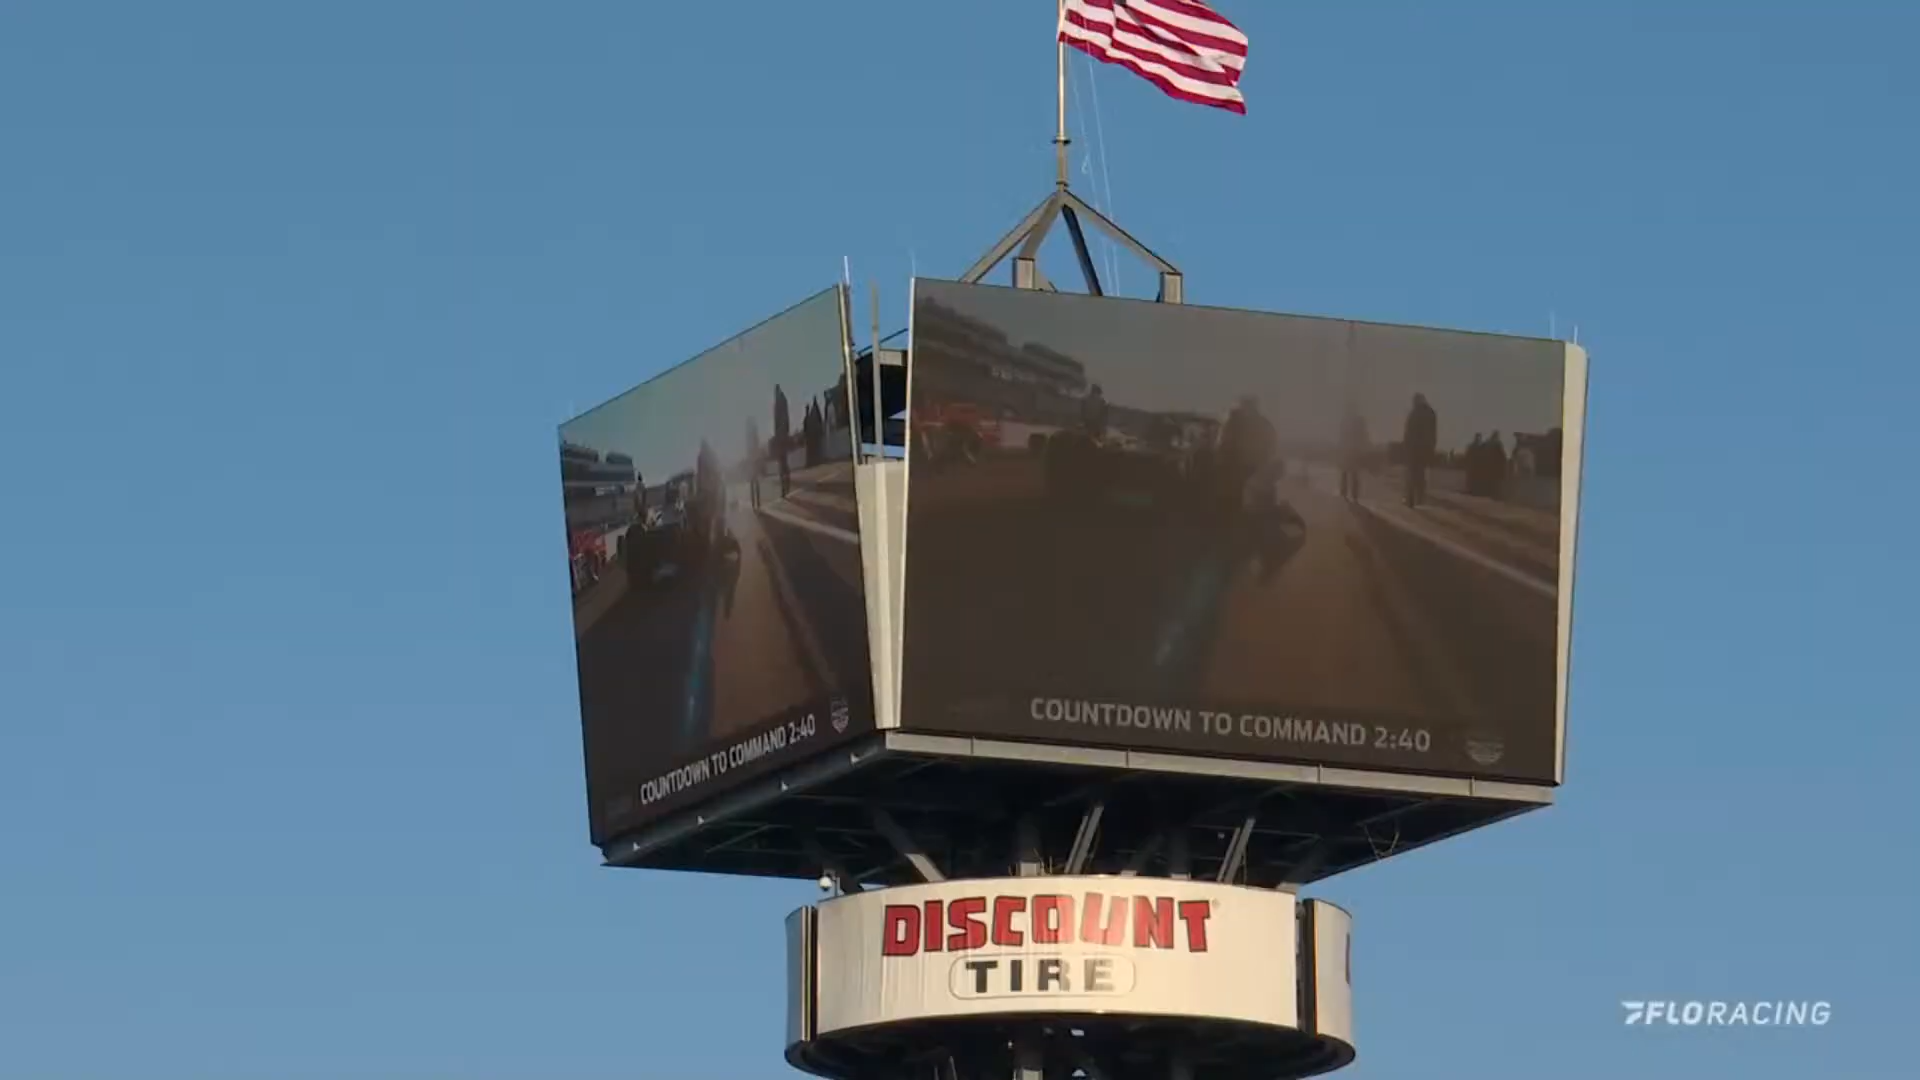 COUNTDOWN TO COMMAND 2:40
COUNTDOWN TO COMMAND 2:40
DISCOUNT
TIRE
FLORACING